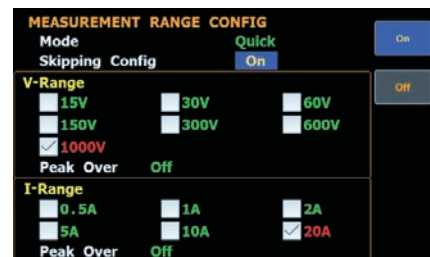 MEASUREMENT RANGE CONFIG
Mode Quick
Skipping Config On
On
Off
V-Range
15V 30V 60V
150V 300V 600V
1000V
Peak Over Off
I-Range
0.5A 1A 2A
5A 10A 20A
Peak Over Off